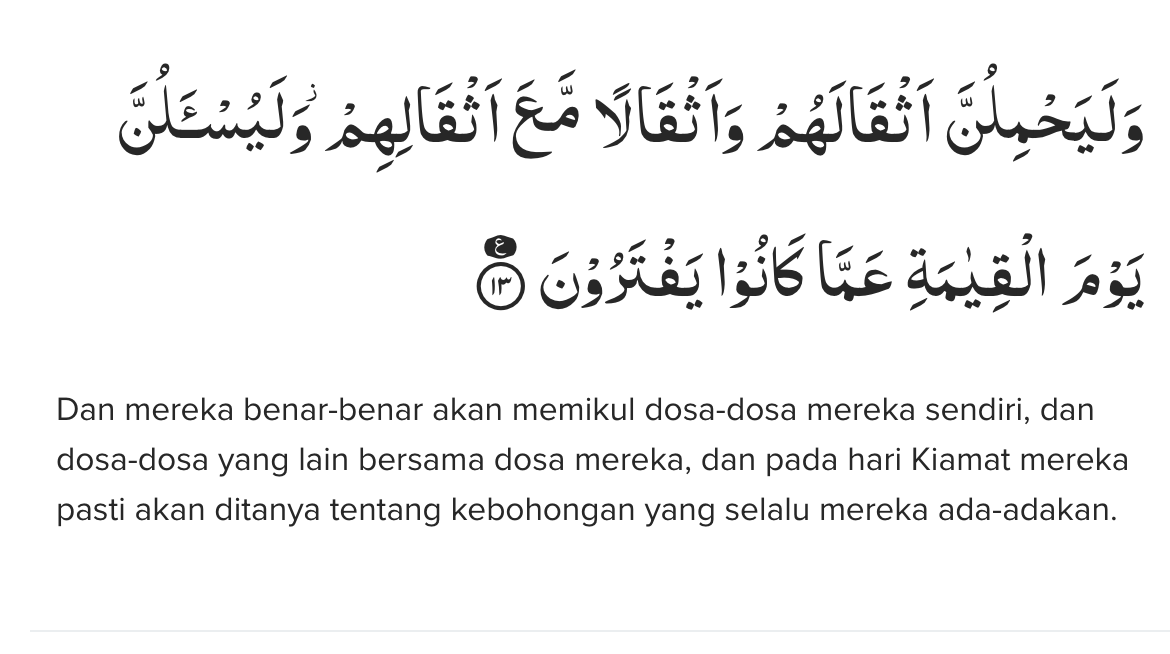 وَلَيَحْمِلُنَّ اَثْقَالَهُمْ وَاَثْقَالًا مَّعَ اَثْقَالِهِمْ ۖوَلَيُسْـَٔلُنَّ
يَوْمَ الْقِيٰمَةِ عَمَّا كَانُوْا يَفْتَرُوْنَ ࣖ ١٣
Dan mereka benar-benar akan memikul dosa-dosa mereka sendiri, dan
dosa-dosa yang lain bersama dosa mereka, dan pada hari Kiamat mereka
pasti akan ditanya tentang kebohongan yang selalu mereka ada-adakan.